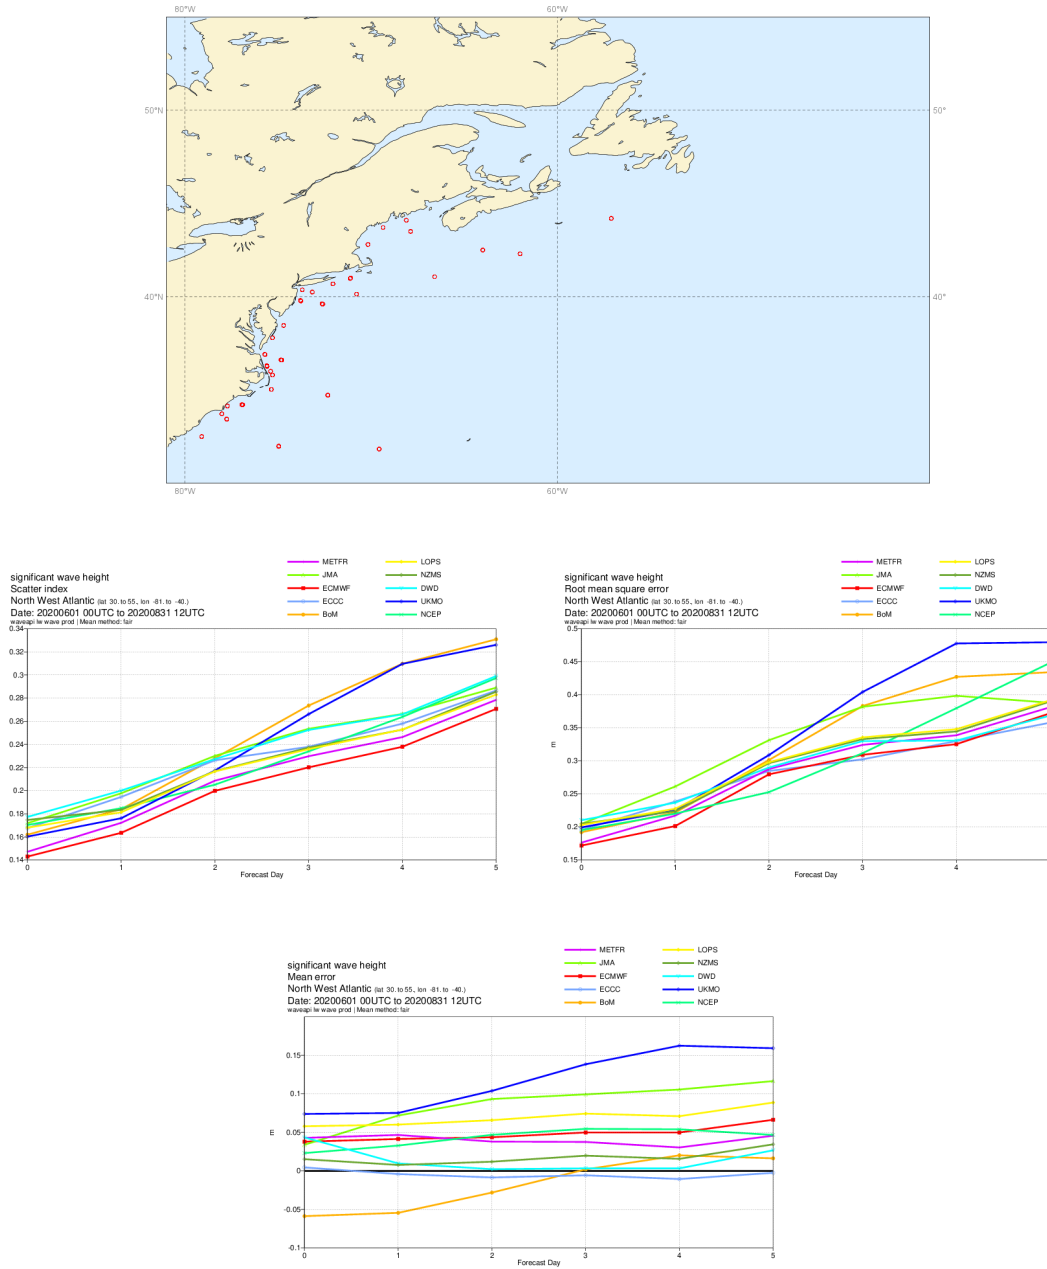 80°W 60°W
50°N 50°
40°N 40°
80°W 60°W
METFR LOPS
JMA NZMS
ECMWF DWD
ECCC UKMO
BoM NCEP
significant wave height
Scatter index
North West Atlantic (lat 30. to 55., lon -81. to -40.)
Date: 20200601 00UTC to 20200831 12UTC
waveapi lw wave prod | Mean method: fair
0.34
0.32
0.3
0.28
0.26
0.24
0.22
0.2
0.18
0.16
0.14
0 1 2 3 4 5
Forecast Day
METFR LOPS
JMA NZMS
ECMWF DWD
ECCC UKMO
BoM NCEP
significant wave height
Root mean square error
North West Atlantic (lat 30. to 55., lon -81. to -40.)
Date: 20200601 00UTC to 20200831 12UTC
waveapi lw wave prod | Mean method: fair
0.5
0.45
0.4
0.35
m
0.3
0.25
0.2
0.15
0 1 2 3 4
Forecast Day
METFR LOPS
JMA NZMS
ECMWF DWD
ECCC UKMO
BoM NCEP
significant wave height
Mean error
North West Atlantic (lat 30. to 55., lon -81. to -40.)
Date: 20200601 00UTC to 20200831 12UTC
waveapi lw wave prod | Mean method: fair
0.15
0.1
0.05
m
0
-0.05
-0.1
0 1 2 3 4 5
Forecast Day